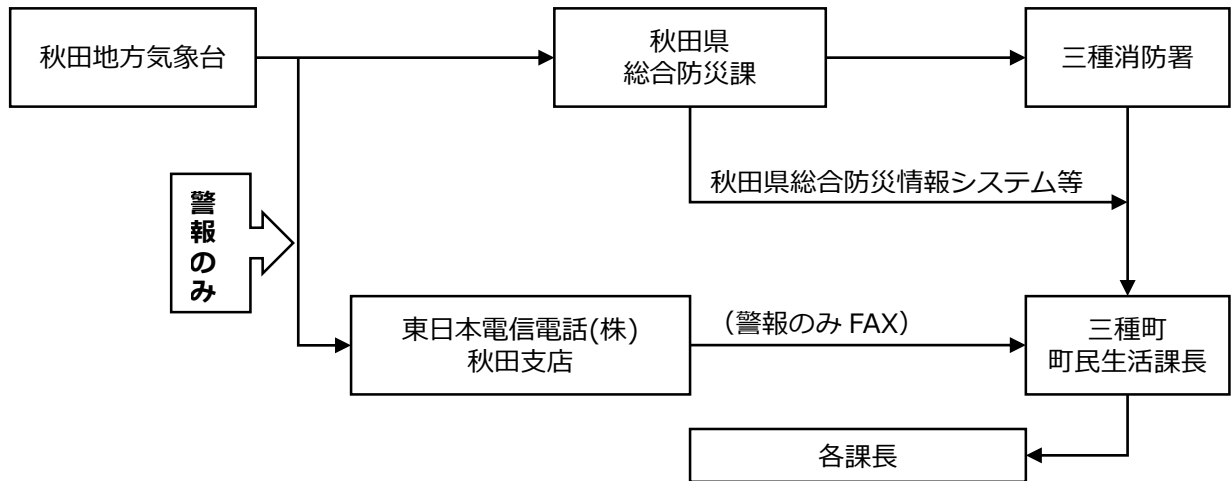 秋田地方気象台
秋田県
総合防災課
三種消防署
秋田県総合防災情報システム等
警報のみ
東日本電信電話(株)
秋田支店
（警報のみ FAX）
三種町
町民生活課長
各課長